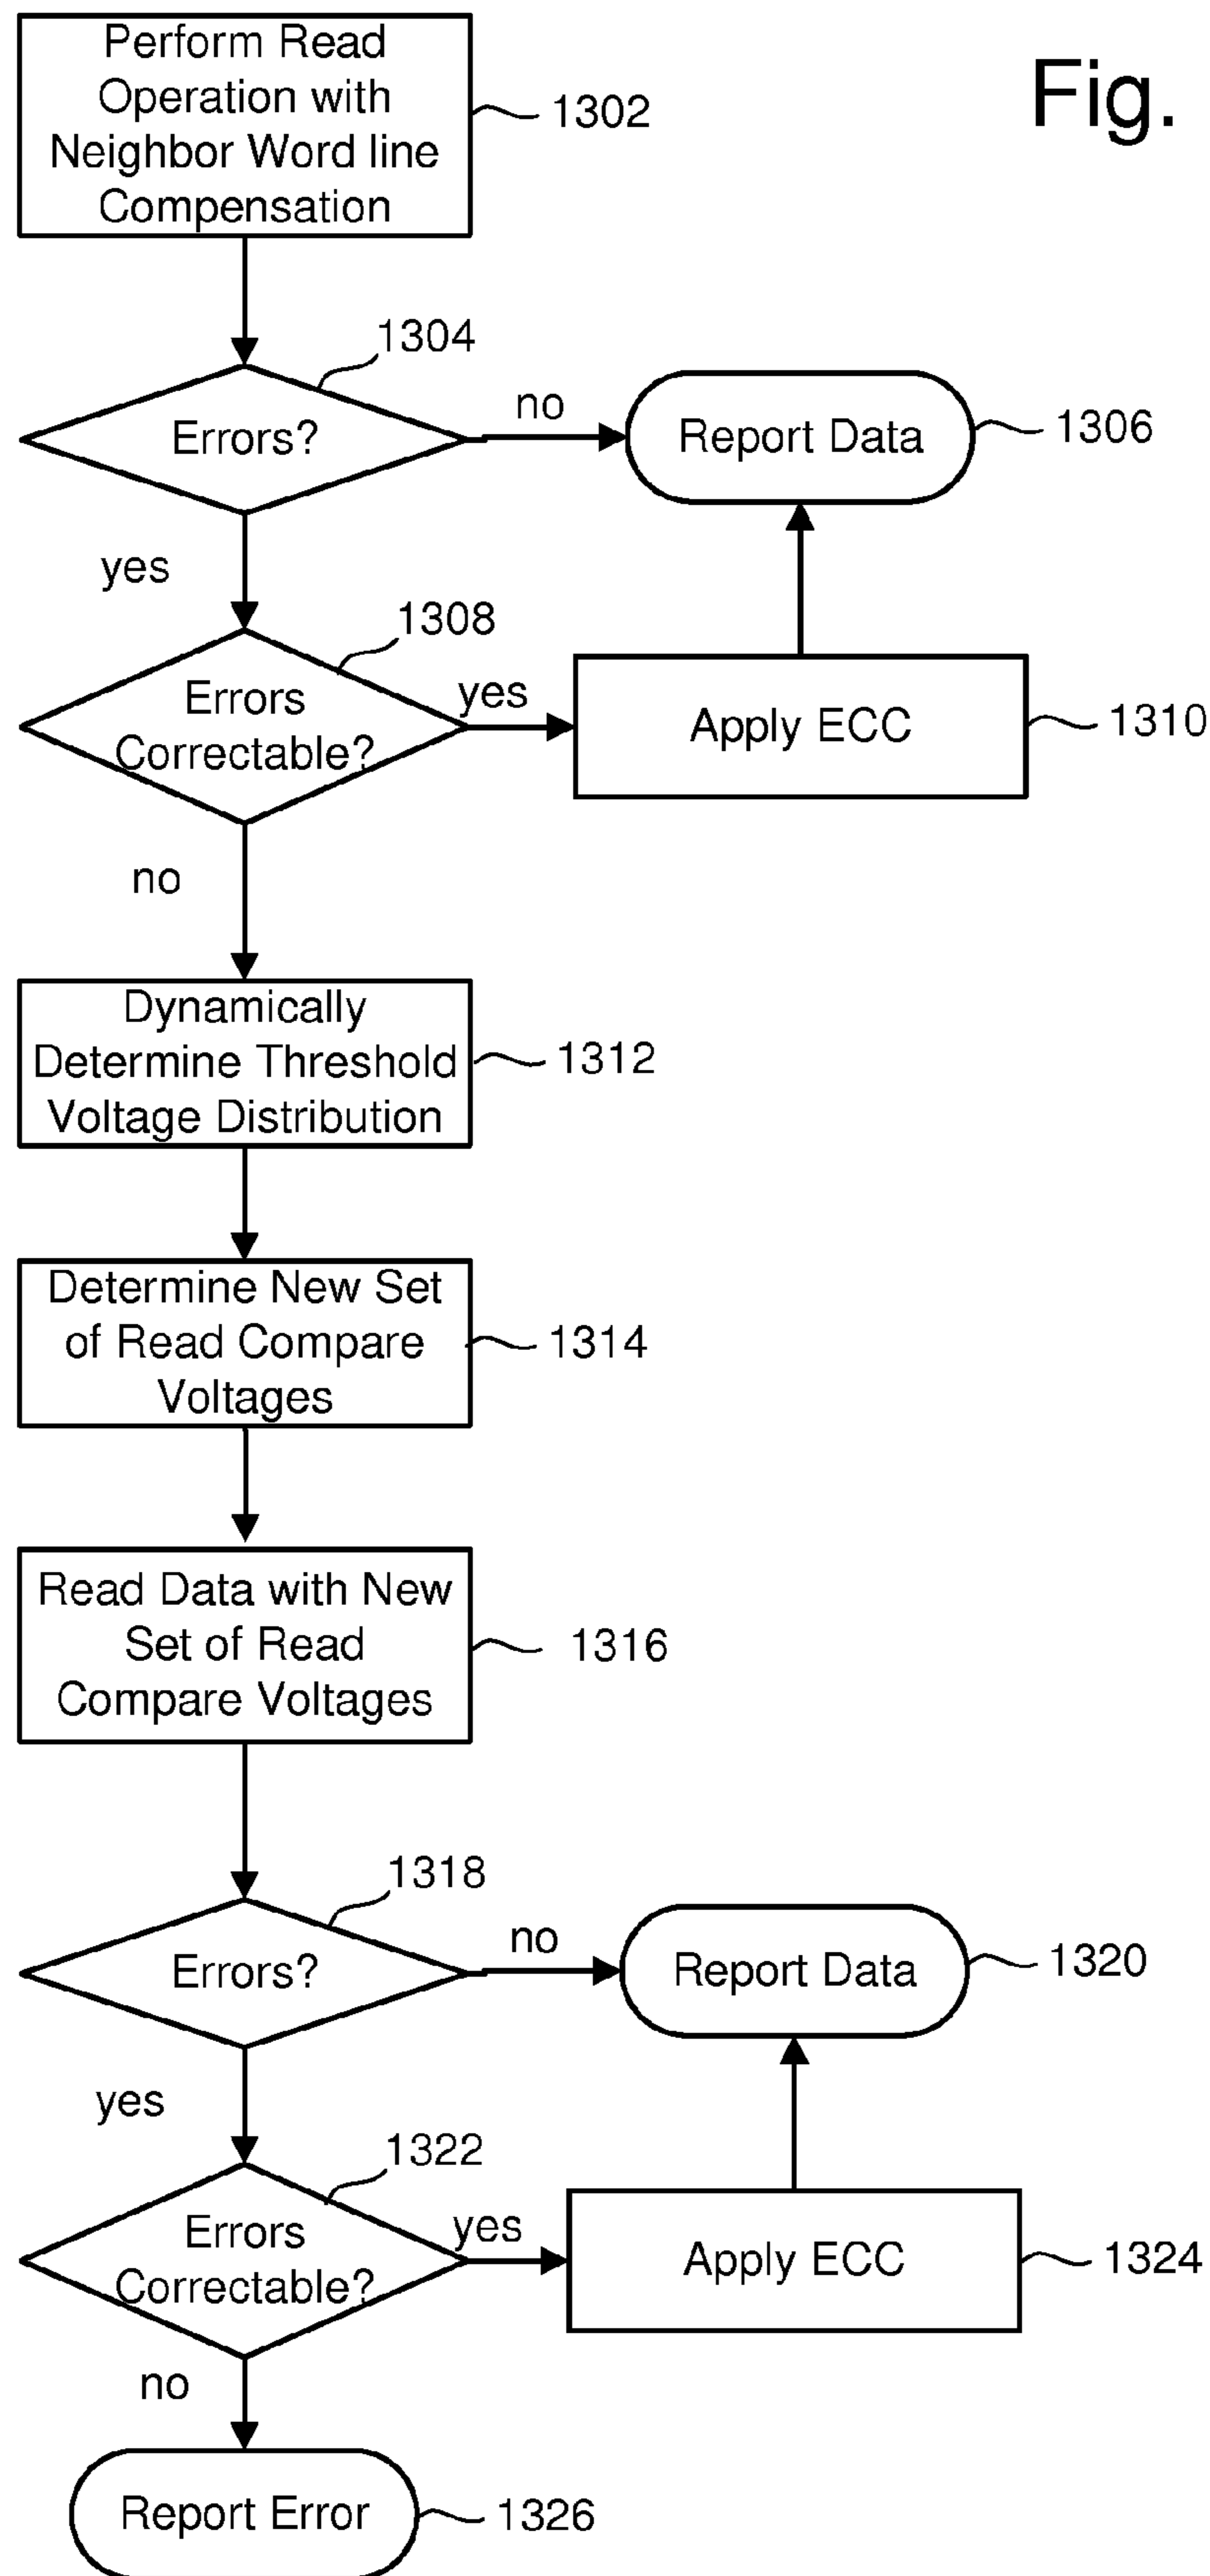 Perform Read
Operation with
Neighbor Word line
Compensation
1302
Fig.
1304
Errors?
no
Report Data
1306
yes
1308
Errors
Correctable?
yes
Apply ECC
1310
no
Dynamically
Determine Threshold
Voltage Distribution
1312
Determine New Set
of Read Compare
Voltages
1314
Read Data with New
Set of Read
Compare Voltages
1316
1318
Errors?
no
Report Data
1320
yes
1322
Errors
Correctable?
yes
Apply ECC
1324
no
Report Error
1326